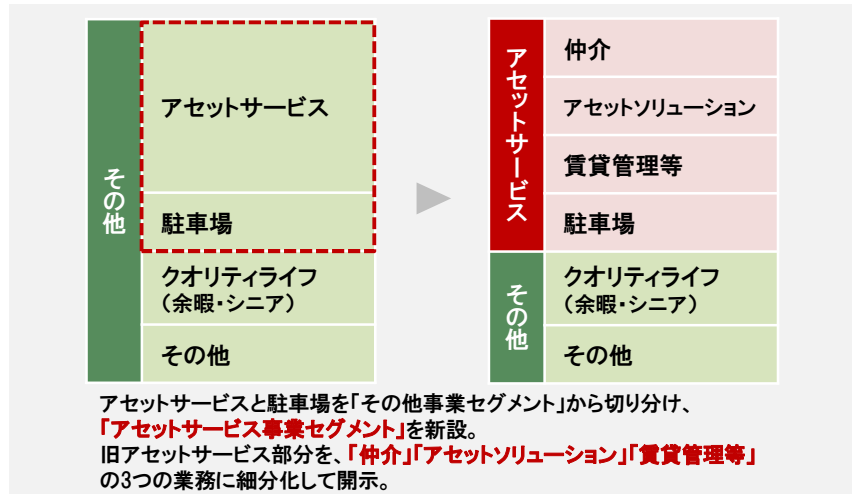 その他
アセットサービス
駐車場
クオリティライフ
（余暇・シニア）
その他
アセットサービス
仲介
アセットソリューション
賃貸管理等
駐車場
その他
クオリティライフ
（余暇・シニア）
その他
アセットサービスと駐車場を「その他事業セグメント」から切り分け、
「アセットサービス事業セグメント」を新設。
旧アセットサービス部分を、「仲介」「アセットソリューション」「賃貸管理等」
の3つの業務に細分化して開示。